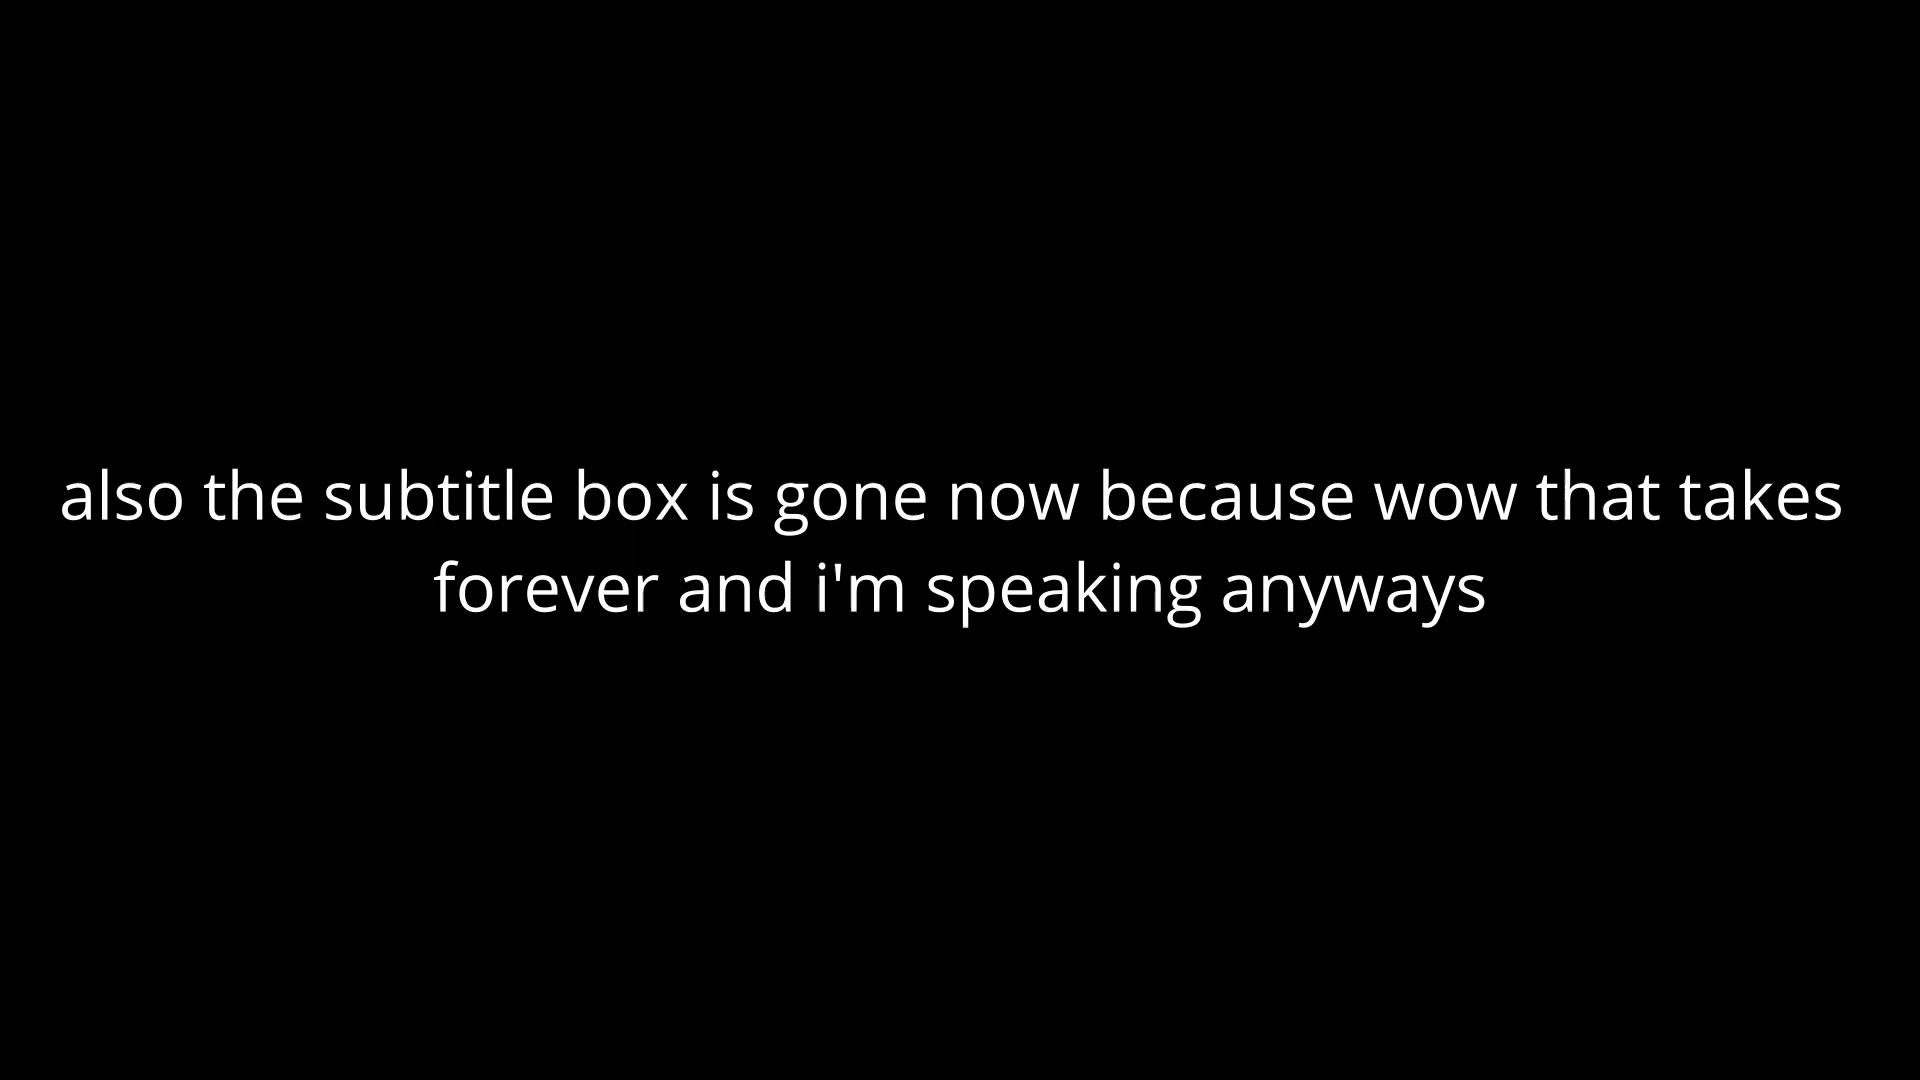 also the subtitle box is gone now because wow that takes
forever and i'm speaking anyways